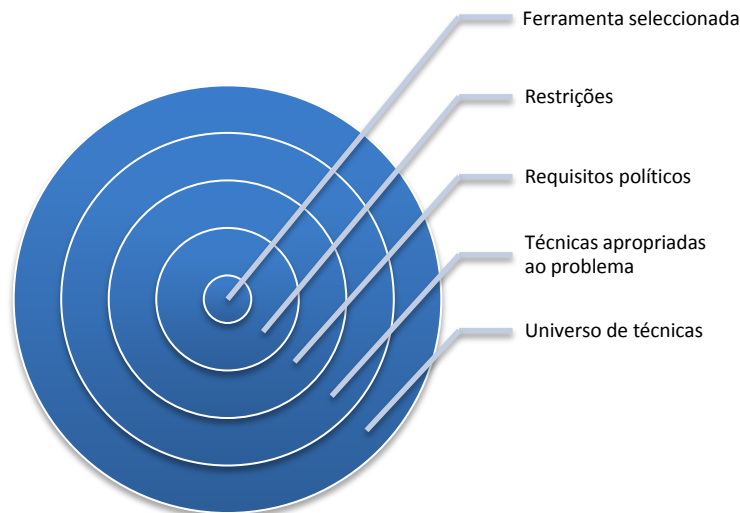 Ferramenta seleccionada
Restrições
Requisitos políticos
Técnicas apropriadas
ao problema
Universo de técnicas